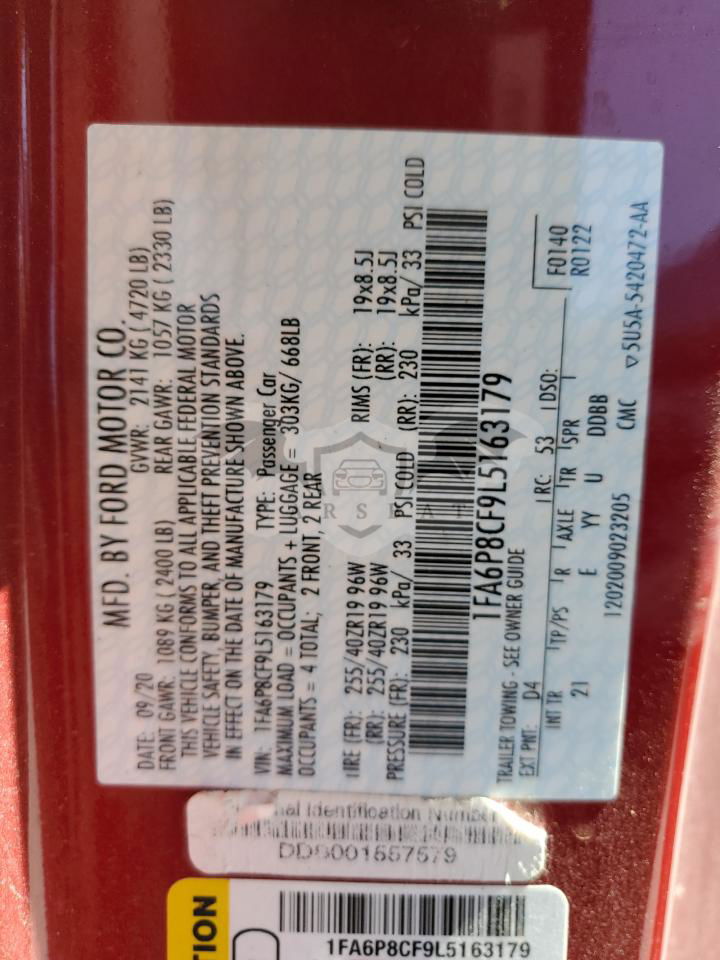 MFD. BY FORD MOTOR CO.
DATE: 09/20 GVWR: 2141 KG ( 4720 LB)
FRONT GAWR: 1089 KG ( 2400 LB) REAR GAWR: 1057 KG ( 2330 LB)
THIS VEHICLE CONFORMS TO ALL APPLICABLE FEDERAL MOTOR
VEHICLE SAFETY, BUMPER, AND THEFT PREVENTION STANDARDS
IN EFFECT ON THE DATE OF MANUFACTURE SHOWN ABOVE.
VIN: 1FA6P8CF9L5163179 TYPE: Passenger Car
MAXIMUM LOAD = OCCUPANTS + LUGGAGE = 303KG/ 668LB
OCCUPANTS = 4 TOTAL; 2 FRONT, 2 REAR
TIRE (FR): 255/40ZR19 96W RIMS (FR): 19x8.5J
(RR): 255/40ZR19 96W (RR): 19x8.5J
PRESSURE (FR): 230 kPa/ 33 PSI COLD (RR): 230 kPa/ 33 PSI COLD
1FA6P8CF9L5163179
TRAILER TOWING - SEE OWNER GUIDE
EXT PNT: D4 RC: 53 DSO: F0140
R0122
INT TR TP/PS R AXLE TR SPR
21 E YY U DDBB
1202009023205 CMC 5U5A-5420472-AA
Identification Number
TION
1FA6P8CF9L5163179